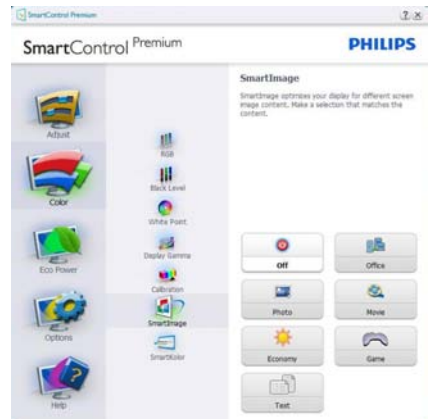 SmartControl Premium
SmartControl Premium
PHILIPS
Adjust
Color
Eco Power
Options
Help
RGB
Black Level
White Point
Display Gamma
Calibration
SmartImage
SmartKolor
SmartImage
SmartImage optimizes your display for different screen
image content. Make a selection that matches the
content.
Off
Office
Photo
Movie
Economy
Game
Text